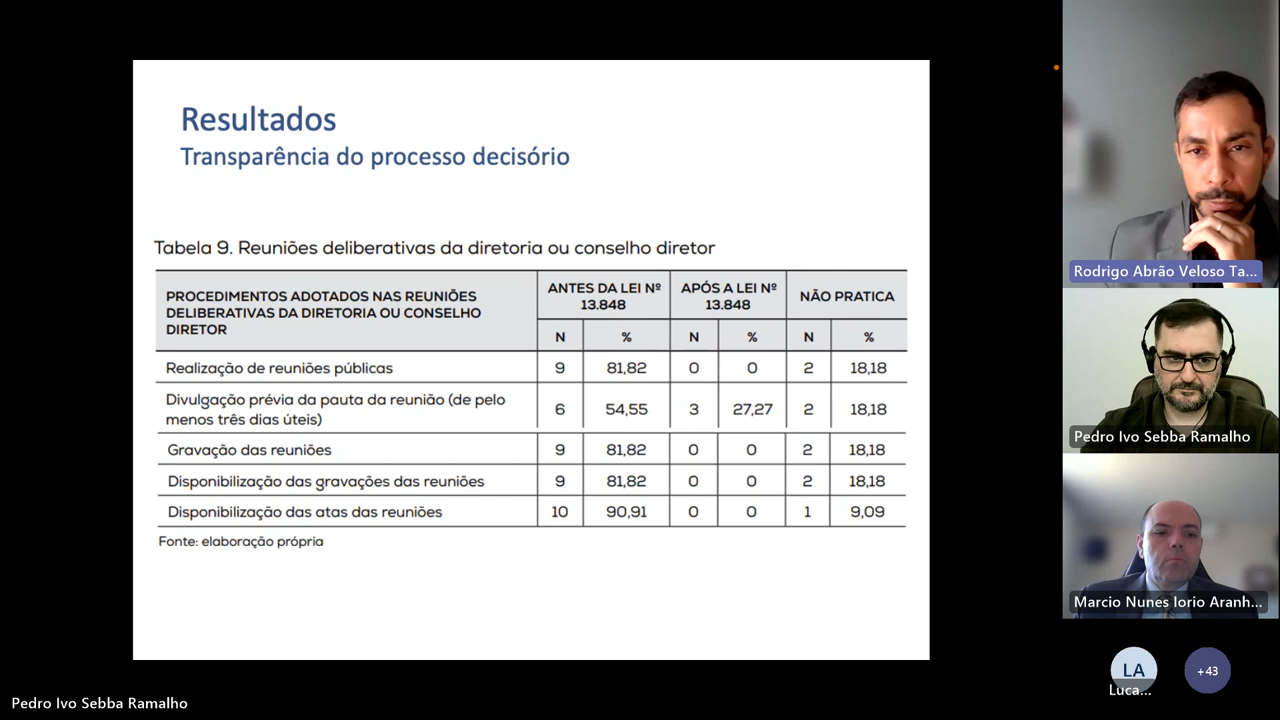 Resultados
Transparência do processo decisório
Tabela 9. Reuniões deliberativas da diretoria ou conselho diretor
PROCEDIMENTOS ADOTADOS NAS REUNIÕES
DELIBERATIVAS DA DIRETORIA OU CONSELHO
DIRETOR
ANTES DA LEI Nº
13.848
APÓS A LEI Nº
13.848
NÃO PRATICA
N % N % N %
Realização de reuniões públicas 9 81,82 0 0 2 18,18
Divulgação prévia da pauta da reunião (de pelo
menos três dias úteis) 6 54,55 3 27,27 2 18,18
Gravação das reuniões 9 81,82 0 0 2 18,18
Disponibilização das gravações das reuniões 9 81,82 0 0 2 18,18
Disponibilização das atas das reuniões 10 90,91 0 0 1 9,09
Fonte: elaboração própria
Rodrigo Abrão Veloso Ta...
Pedro Ivo Sebba Ramalho
Marcio Nunes Iorio Aranh...
LA
Luca...
+43
Pedro Ivo Sebba Ramalho